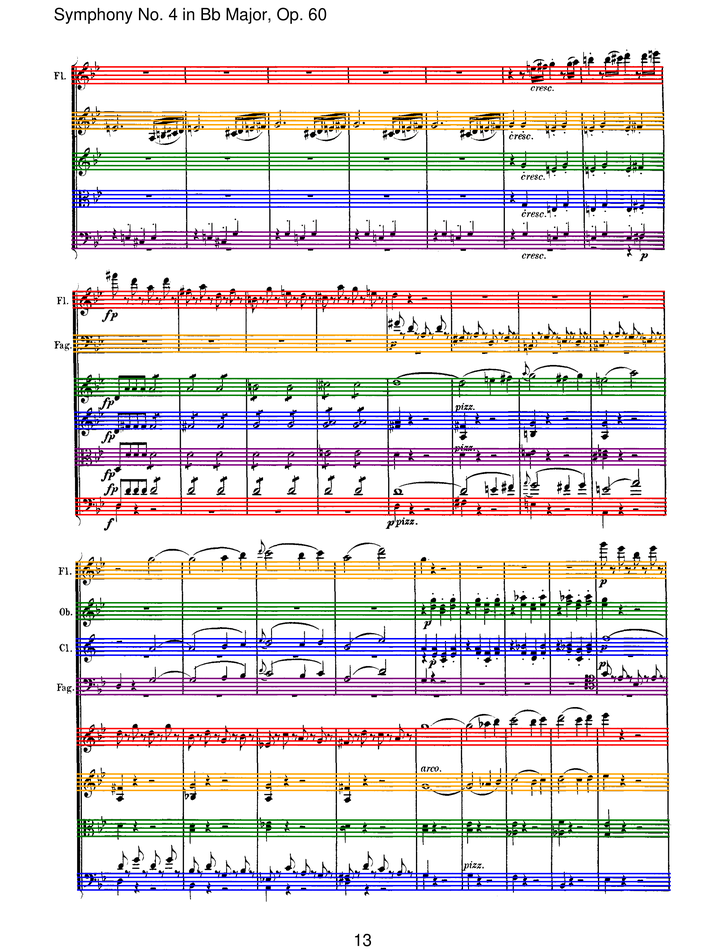 Symphony No. 4 in Bb Major, Op. 60
Fl.
cresc.
cresc.
cresc.
cresc.
cresc.
p
Fl.
fp
Fag.
p
fp
pizz.
fp
pizz.
fp
fp
f
p pizz.
Fl.
p
Ob.
p
Cl.
p
p
Fag.
arco.
pizz.
13